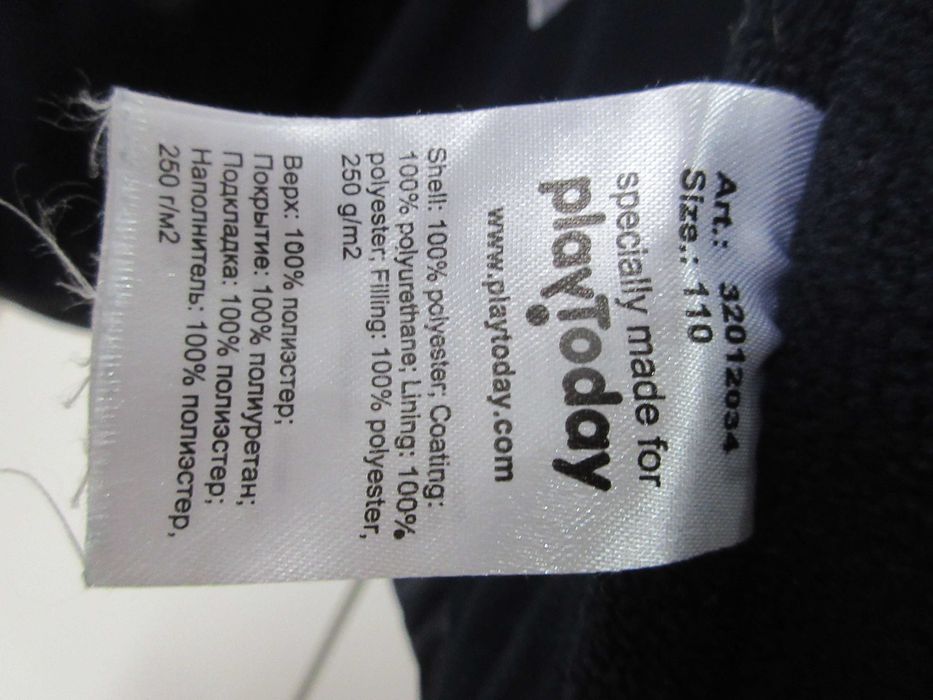 Art.: 32012034
Sizs.: 110
specially made for
playToday
www.playtoday.com
Shell: 100% polyester; Coating:
100% polyurethane; Lining: 100%
polyester; Filling: 100% polyester,
250 g/m2
Верх: 100% полиэстер;
Покрытие: 100% полиуретан;
Подкладка: 100% полиэстер;
Наполнитель: 100% полиэстер,
250 г/м2